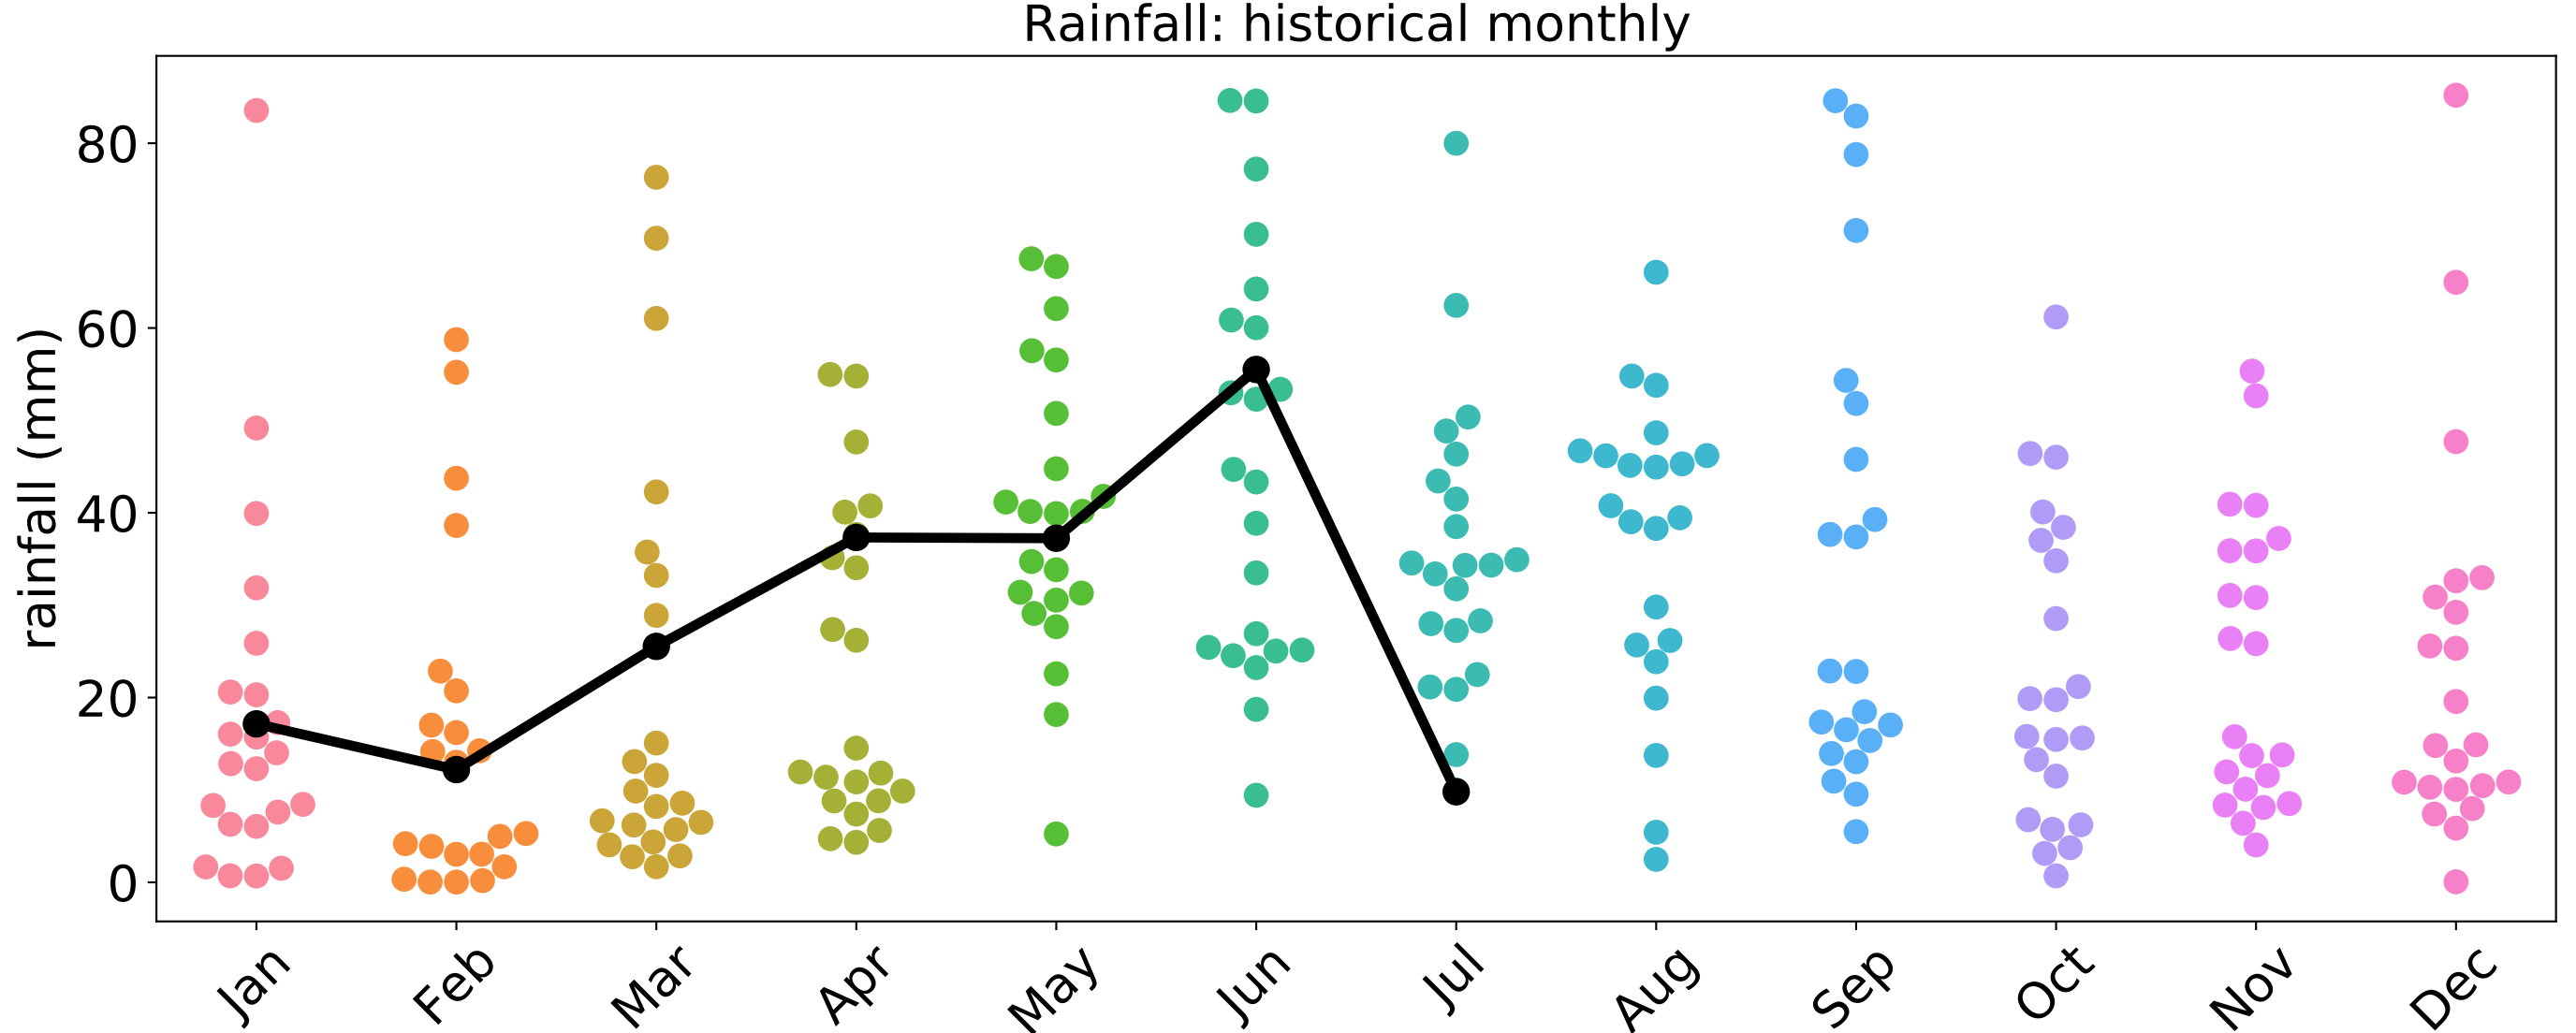 Rainfall: historical monthly
rainfall (mm)
80
60
40
20
0
Jan
Feb
Mar
Apr
May
Jun
Jul
Aug
Sep
Oct
Nov
Dec